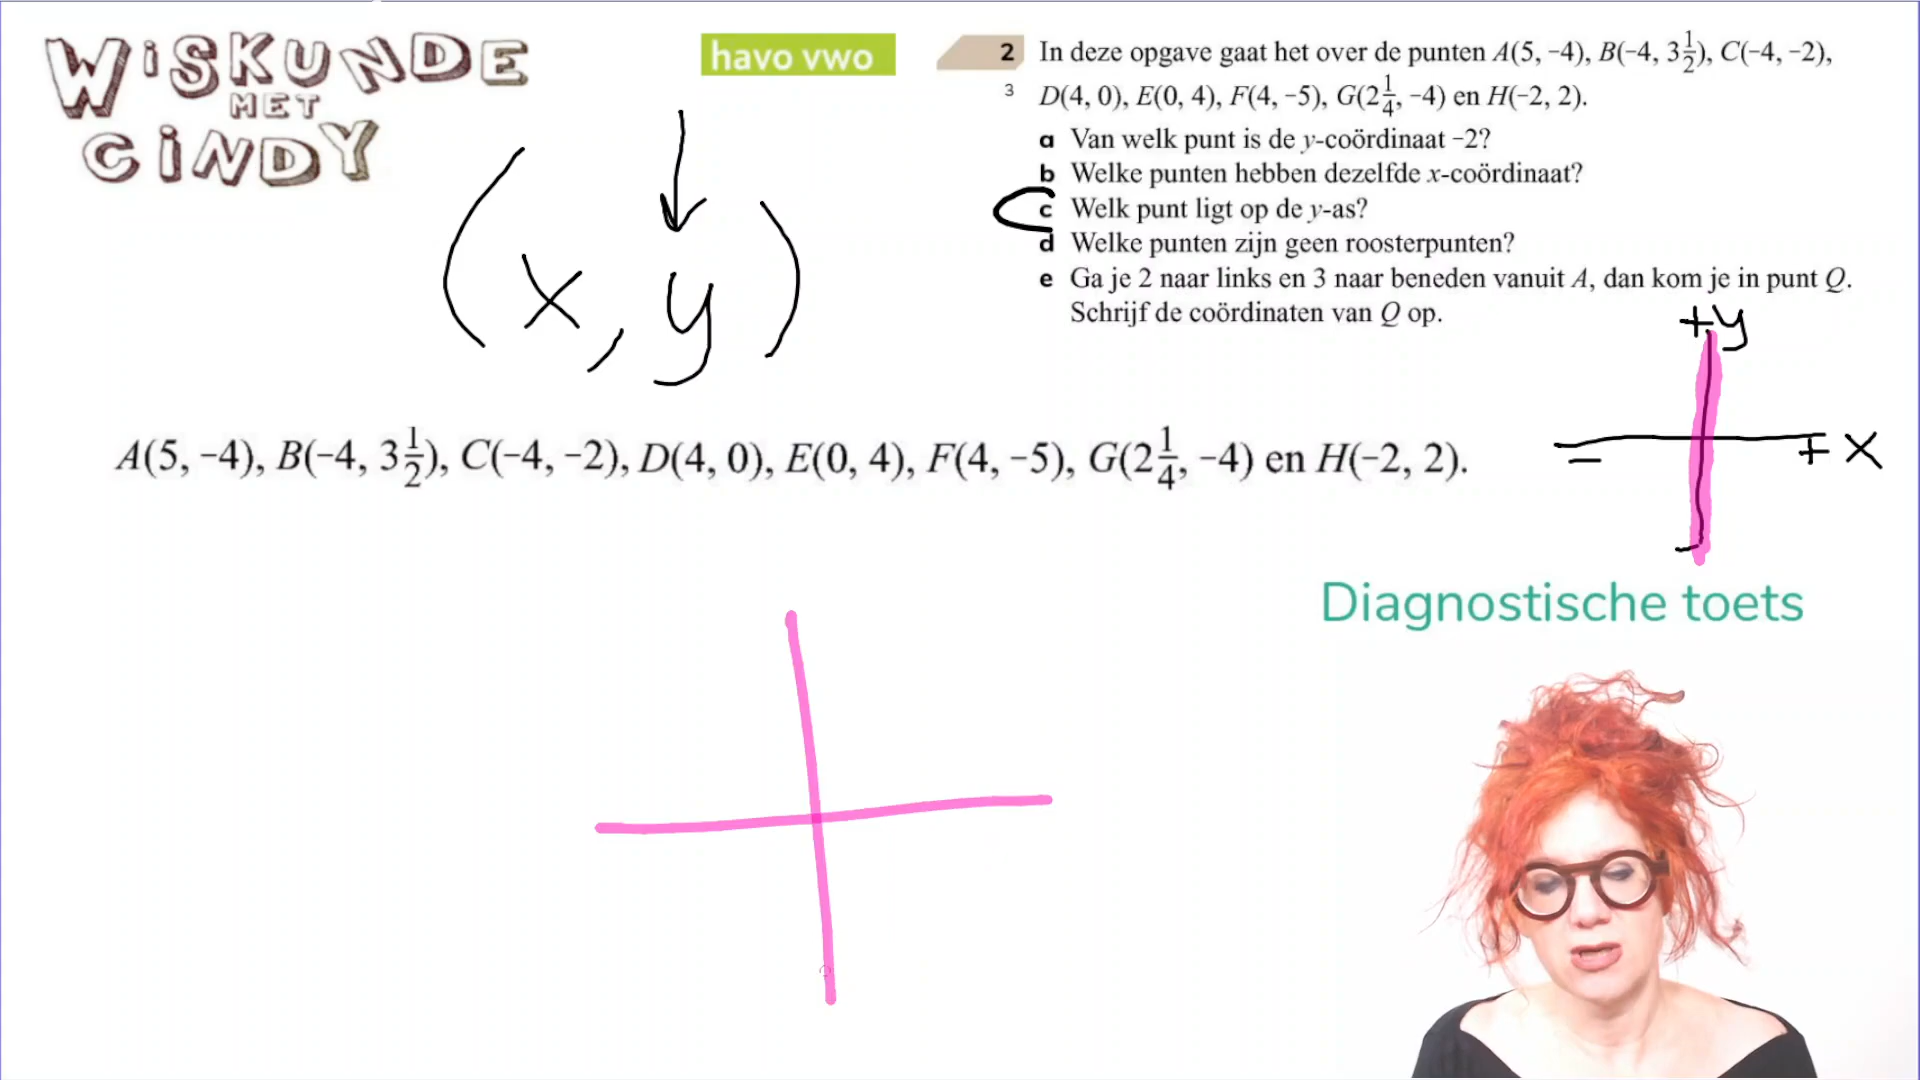 WiSKUNDE
MET
CiNDY
havo vwo
2 In deze opgave gaat het over de punten A(5, −4), B(−4, 3½), C(−4, −2),
3 D(4, 0), E(0, 4), F(4, −5), G(2¼, −4) en H(−2, 2).
a Van welk punt is de y-coördinaat −2?
b Welke punten hebben dezelfde x-coördinaat?
c Welk punt ligt op de y-as?
d Welke punten zijn geen roosterpunten?
e Ga je 2 naar links en 3 naar beneden vanuit A, dan kom je in punt Q.
Schrijf de coördinaten van Q op.
(x, y)
+y
− + x
−
A(5, −4), B(−4, 3½), C(−4, −2), D(4, 0), E(0, 4), F(4, −5), G(2¼, −4) en H(−2, 2).
Diagnostische toets